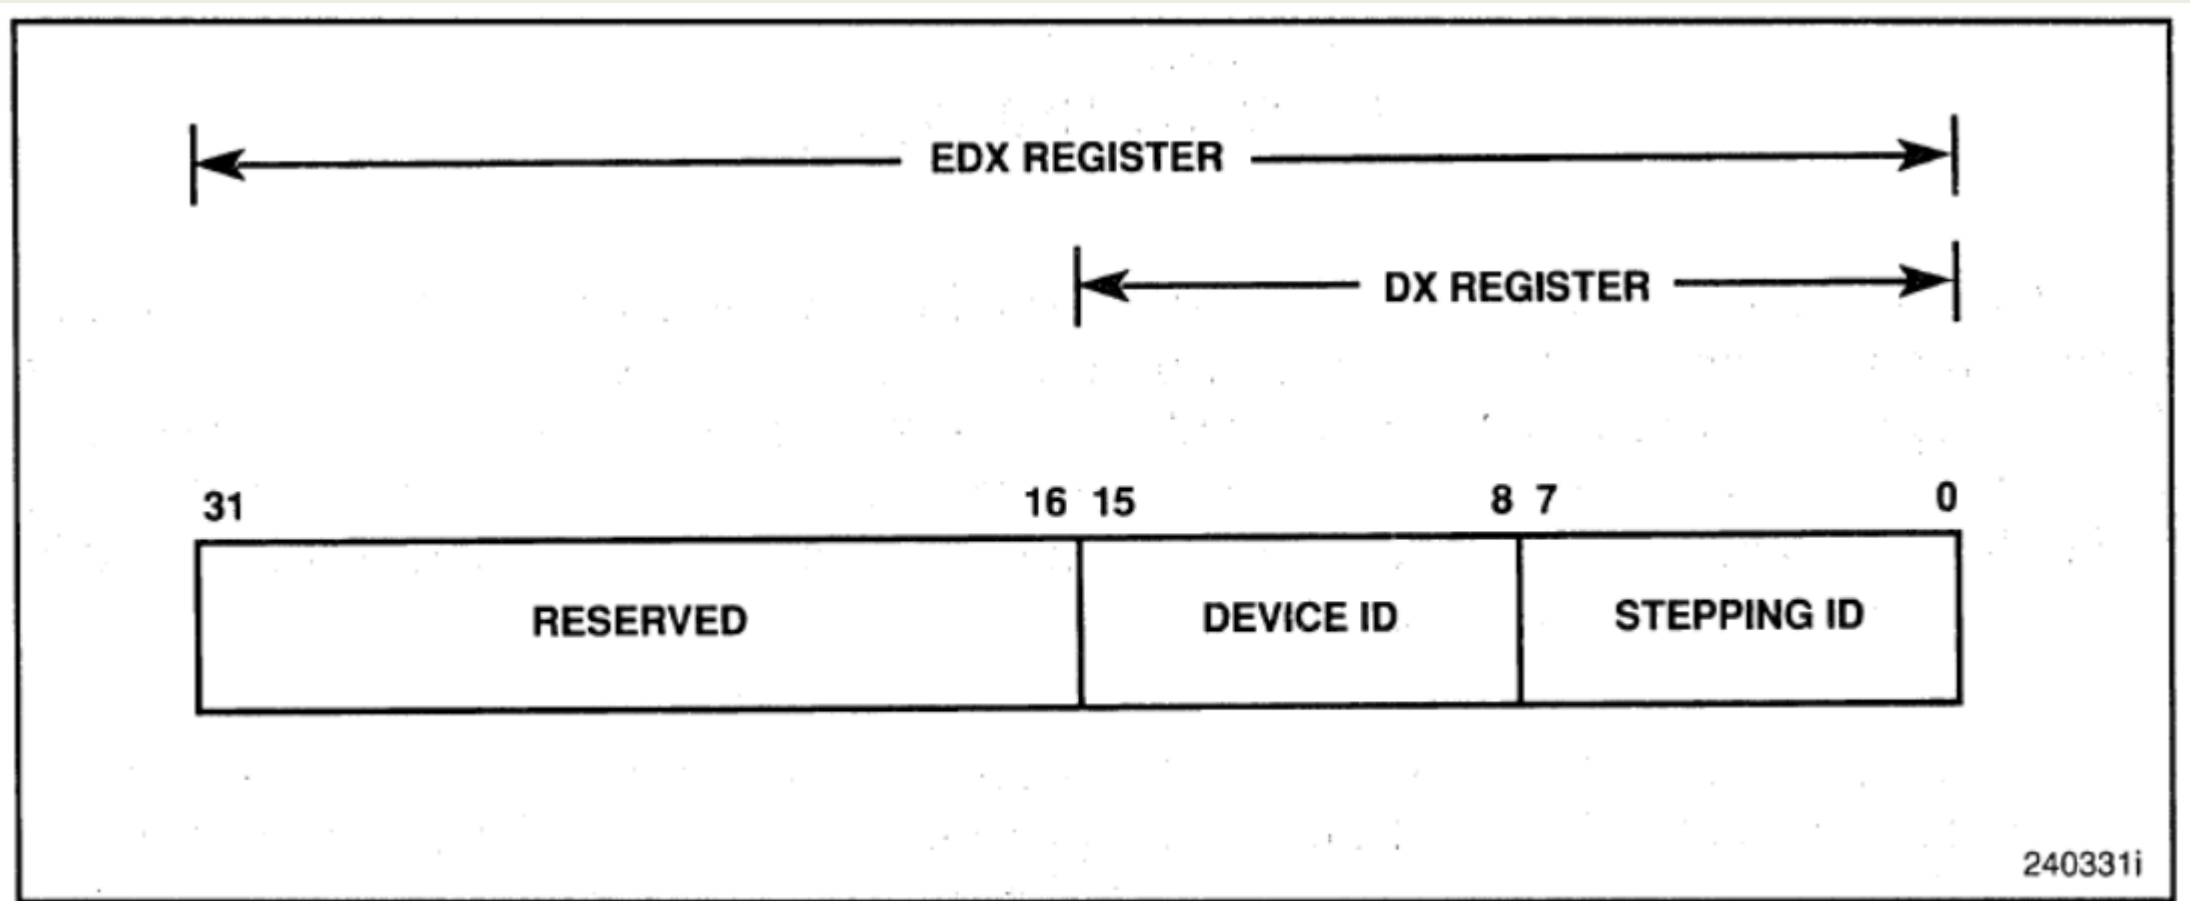 EDX REGISTER
DX REGISTER
31 16 15 8 7 0
RESERVED DEVICE ID STEPPING ID
240331i